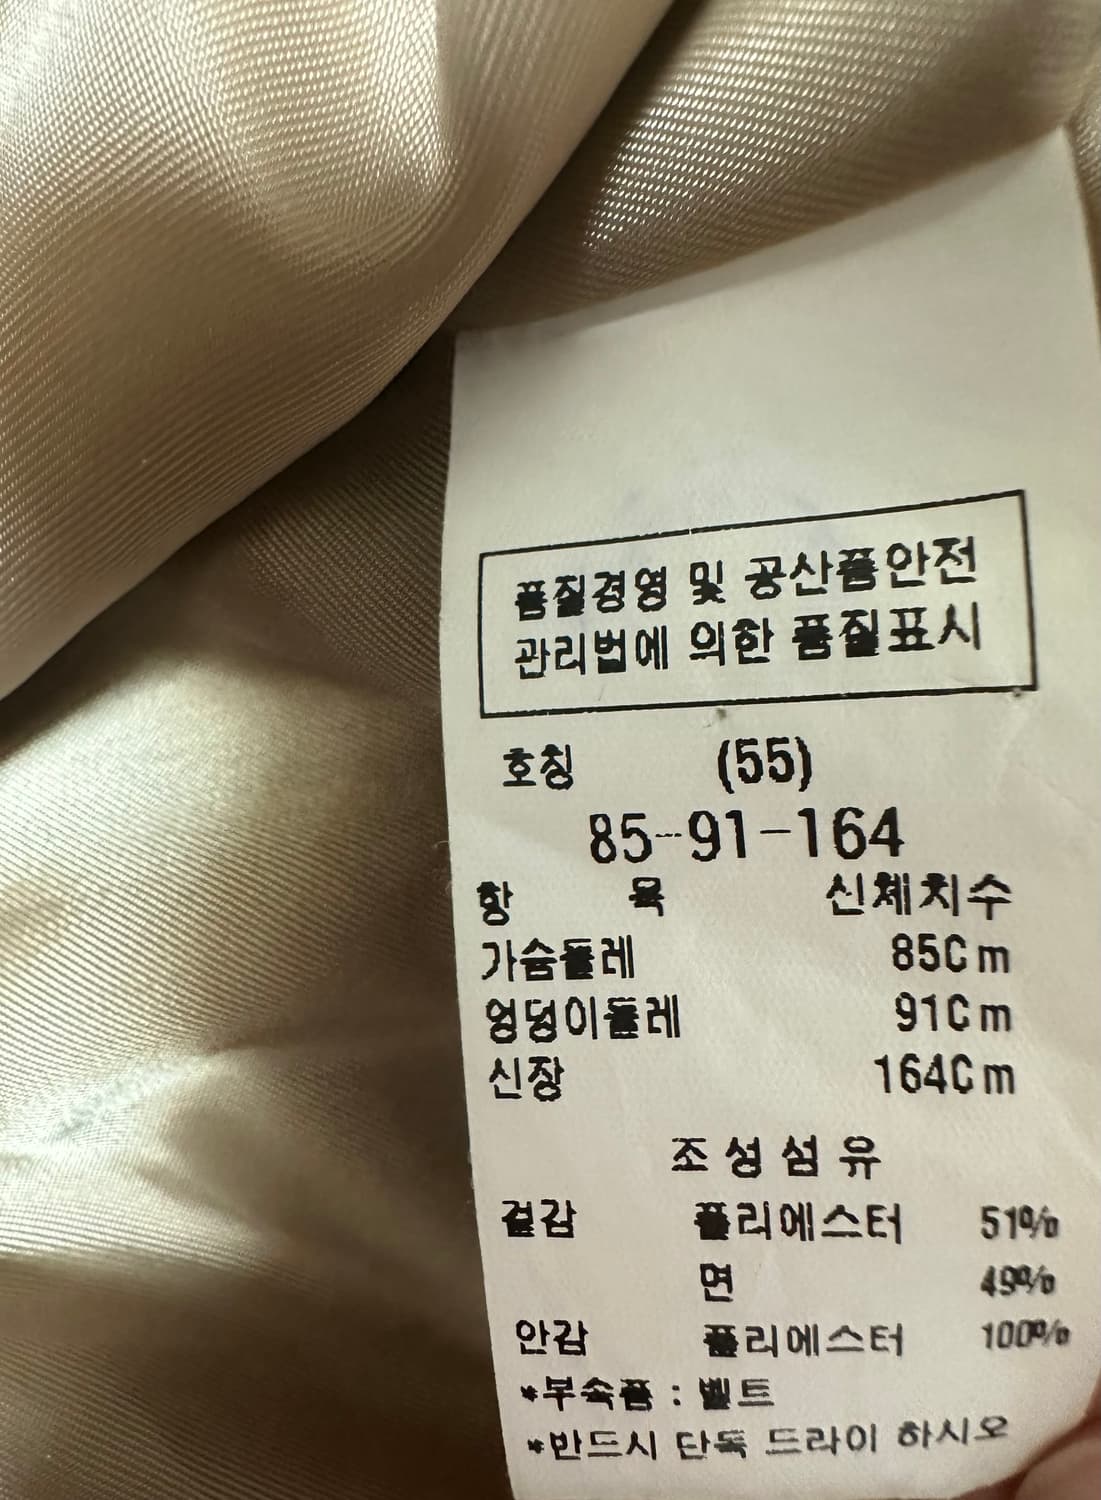 품질경영 및 공산품안전
관리법에 의한 품질표시
호칭 (55)
85-91-164
항 목 신체치수
가슴둘레 85Cm
엉덩이둘레 91Cm
신장 164Cm
조성섬유
겉감 폴리에스터 51%
면 49%
안감 폴리에스터 100%
*부속품 : 벨트
*반드시 단독 드라이 하시오